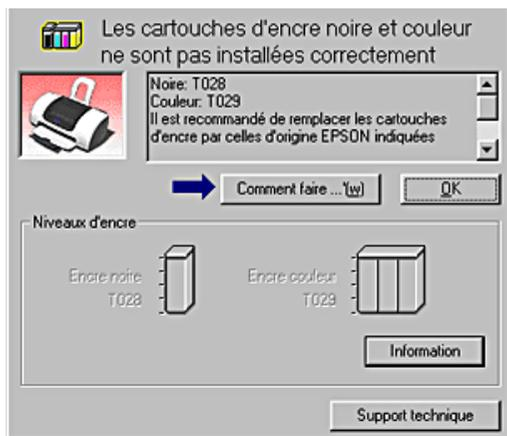 Les cartouches d'encre noire et couleur
ne sont pas installées correctement
Noire: T028
Couleur: T029
Il est recommandé de remplacer les cartouches
d'encre par celles d'origine EPSON indiquées
Comment faire ...'(w)
OK
Niveaux d'encre
Encre noire
T028
Encre couleur
T029
Information
Support technique